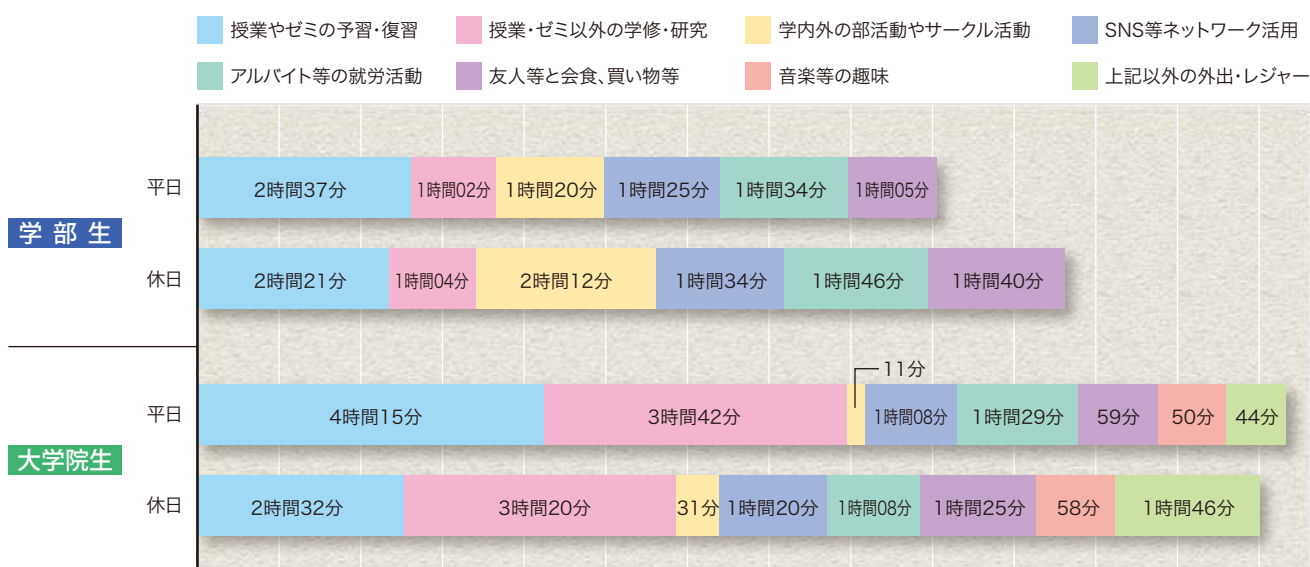 授業やゼミの予習・復習 授業・ゼミ以外の学修・研究 学内外の部活動やサークル活動 SNS等ネットワーク活用
アルバイト等の就労活動 友人等と会食、買い物等 音楽等の趣味 上記以外の外出・レジャー
学部生
平日 2時間37分 1時間02分 1時間20分 1時間25分 1時間34分 1時間05分
休日 2時間21分 1時間04分 2時間12分 1時間34分 1時間46分 1時間40分
大学院生
11分
平日 4時間15分 3時間42分 1時間08分 1時間29分 59分 50分 44分
休日 2時間32分 3時間20分 31分 1時間20分 1時間08分 1時間25分 58分 1時間46分